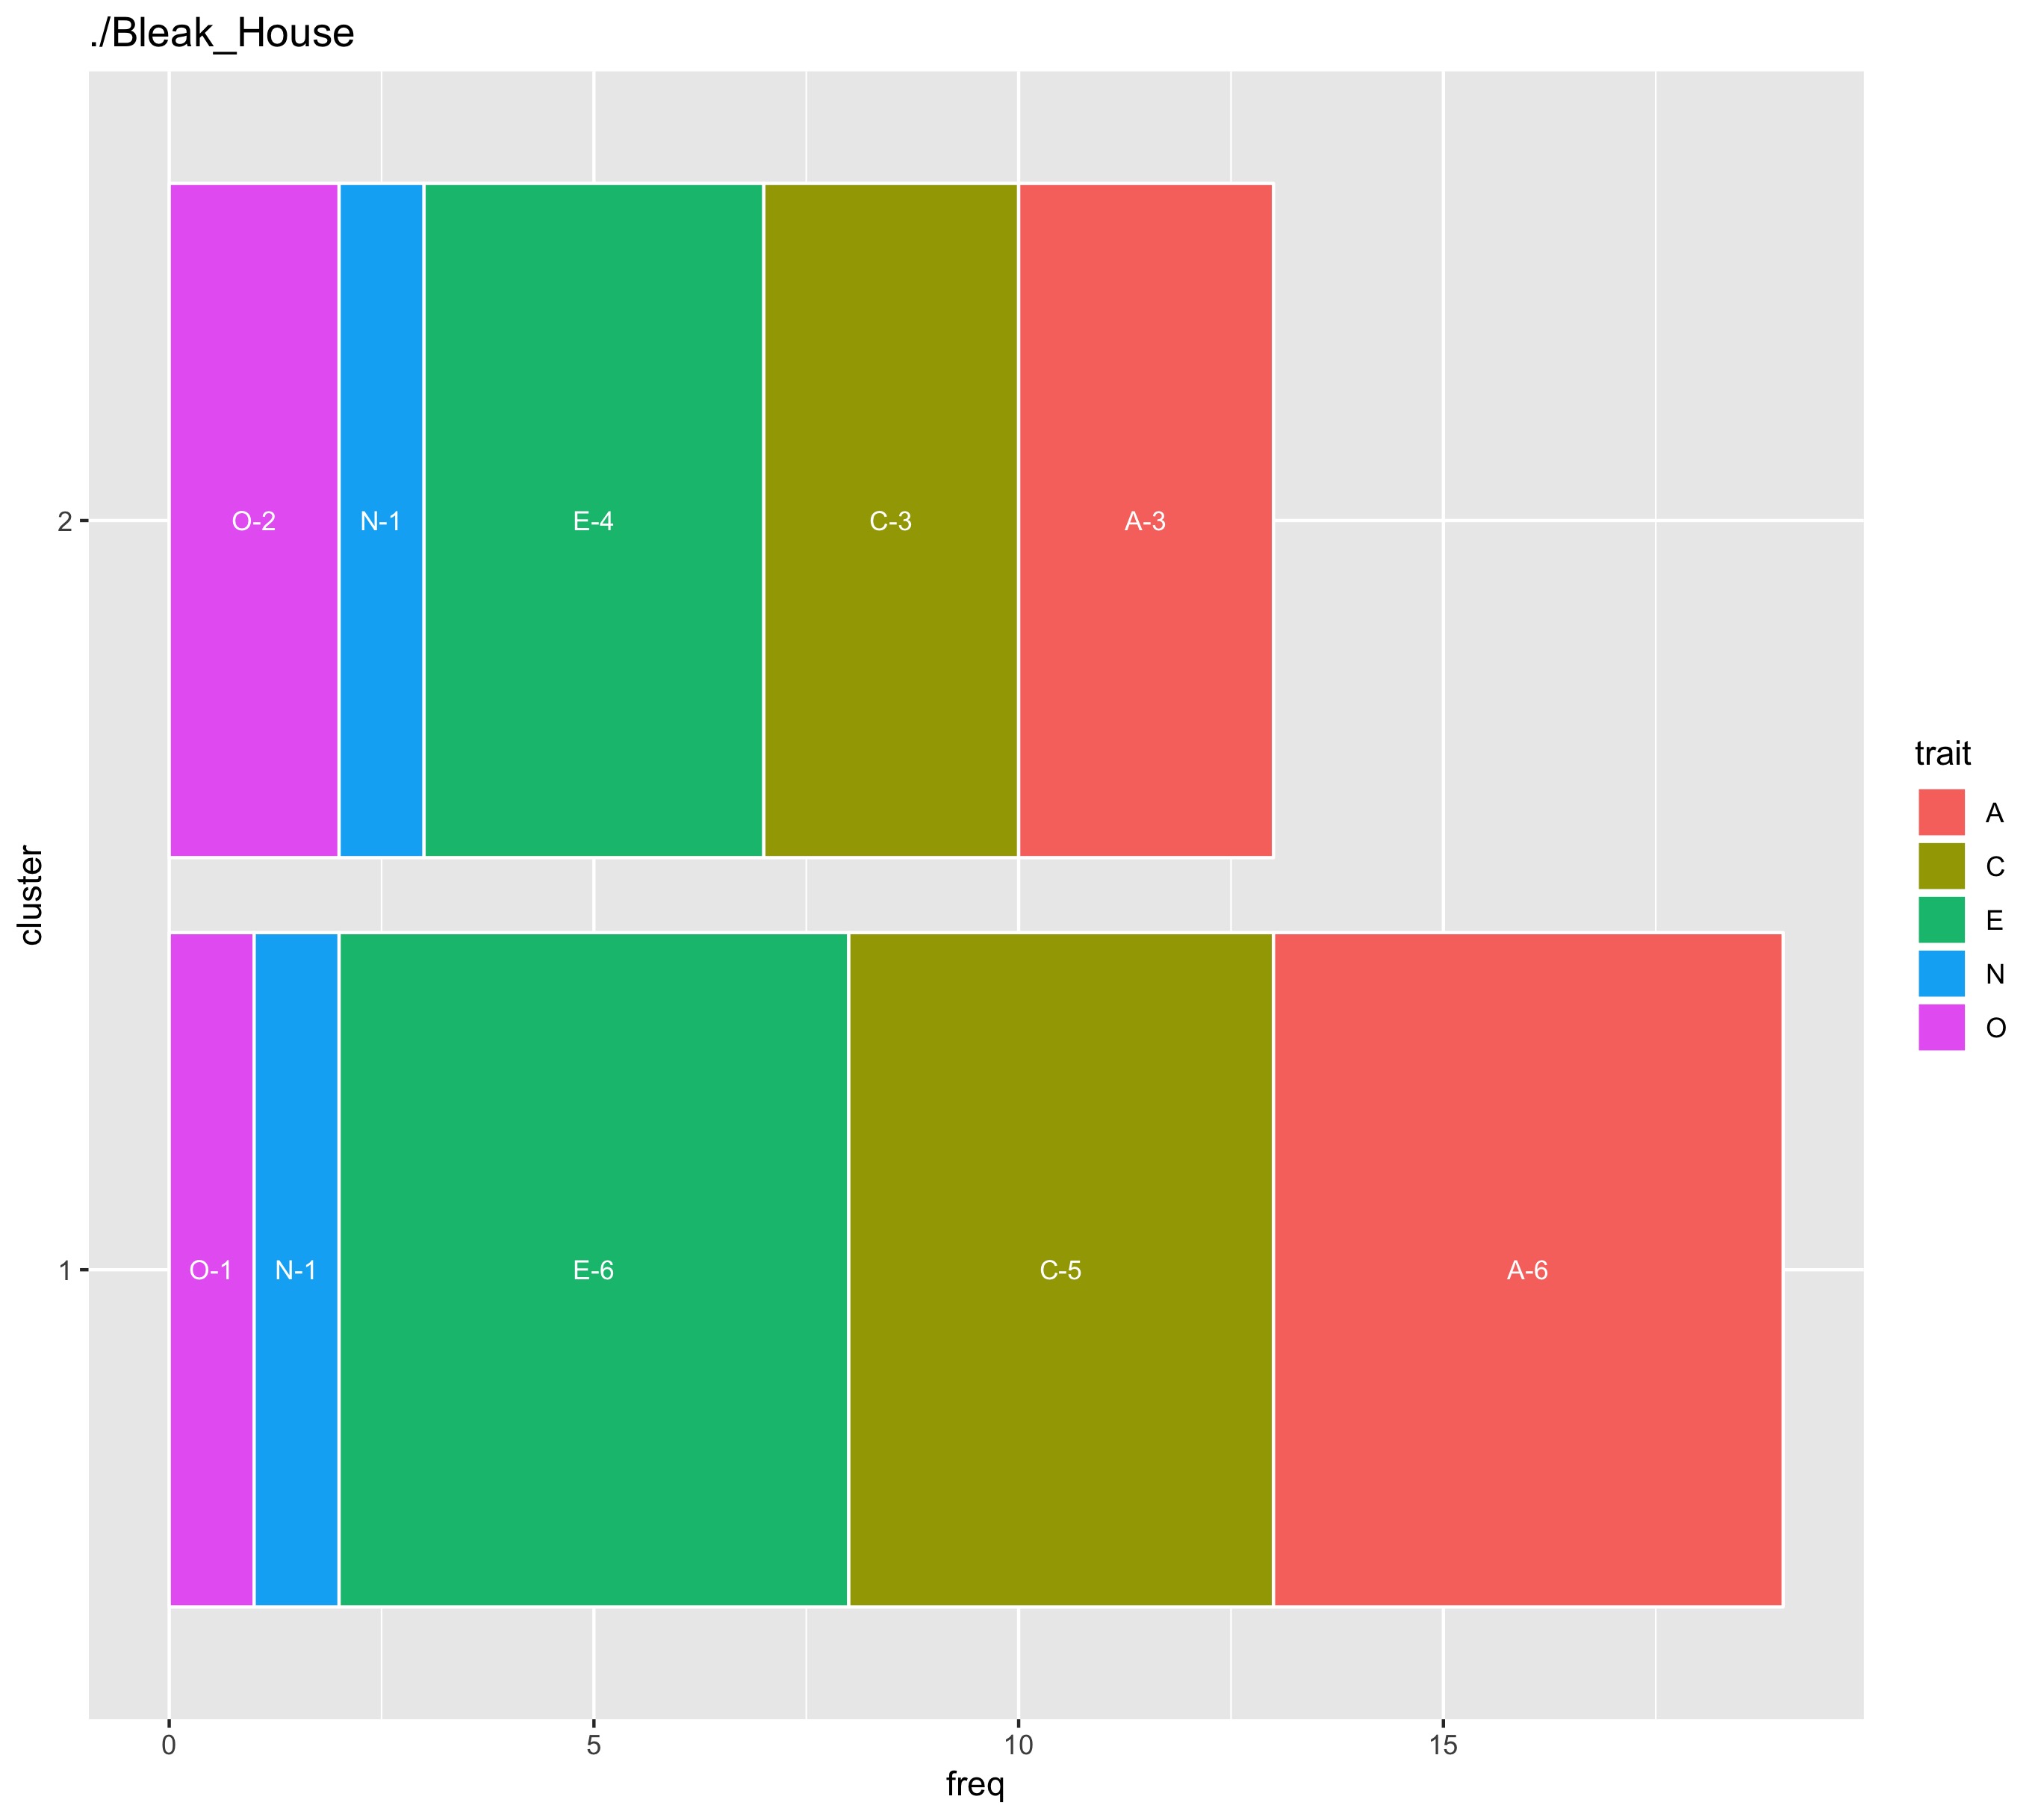 ./Bleak_House
2
O-2
N-1
E-4
C-3
A-3
cluster
1
O-1
N-1
E-6
C-5
A-6
0
5
10
15
freq
trait
A
C
E
N
O